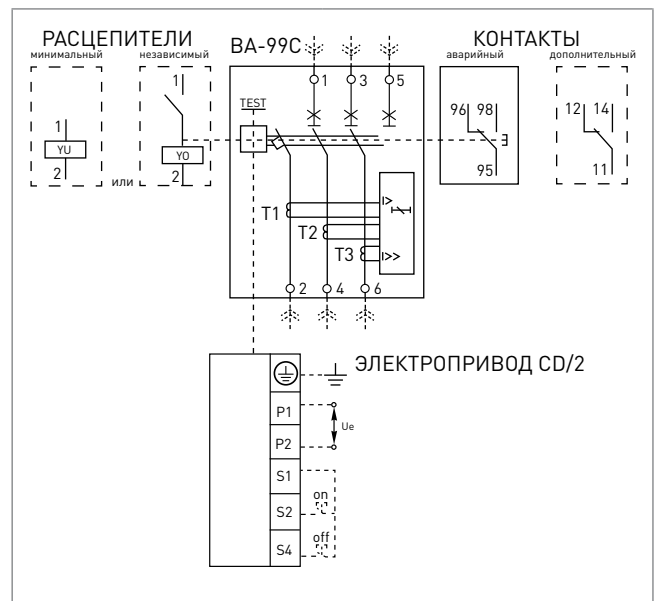 РАСЦЕПИТЕЛИ
минимальный
независимый
ВА-99С
КОНТАКТЫ
аварийный
дополнительный
1
YU
2
или
1
YO
2
TEST
1 3 5
96 98
95
12 14
11
T1
T2
T3
I>
I>>
2 4 6
ЭЛЕКТРОПРИВОД CD/2
P1
P2
Ue
S1
S2
on
S4
off